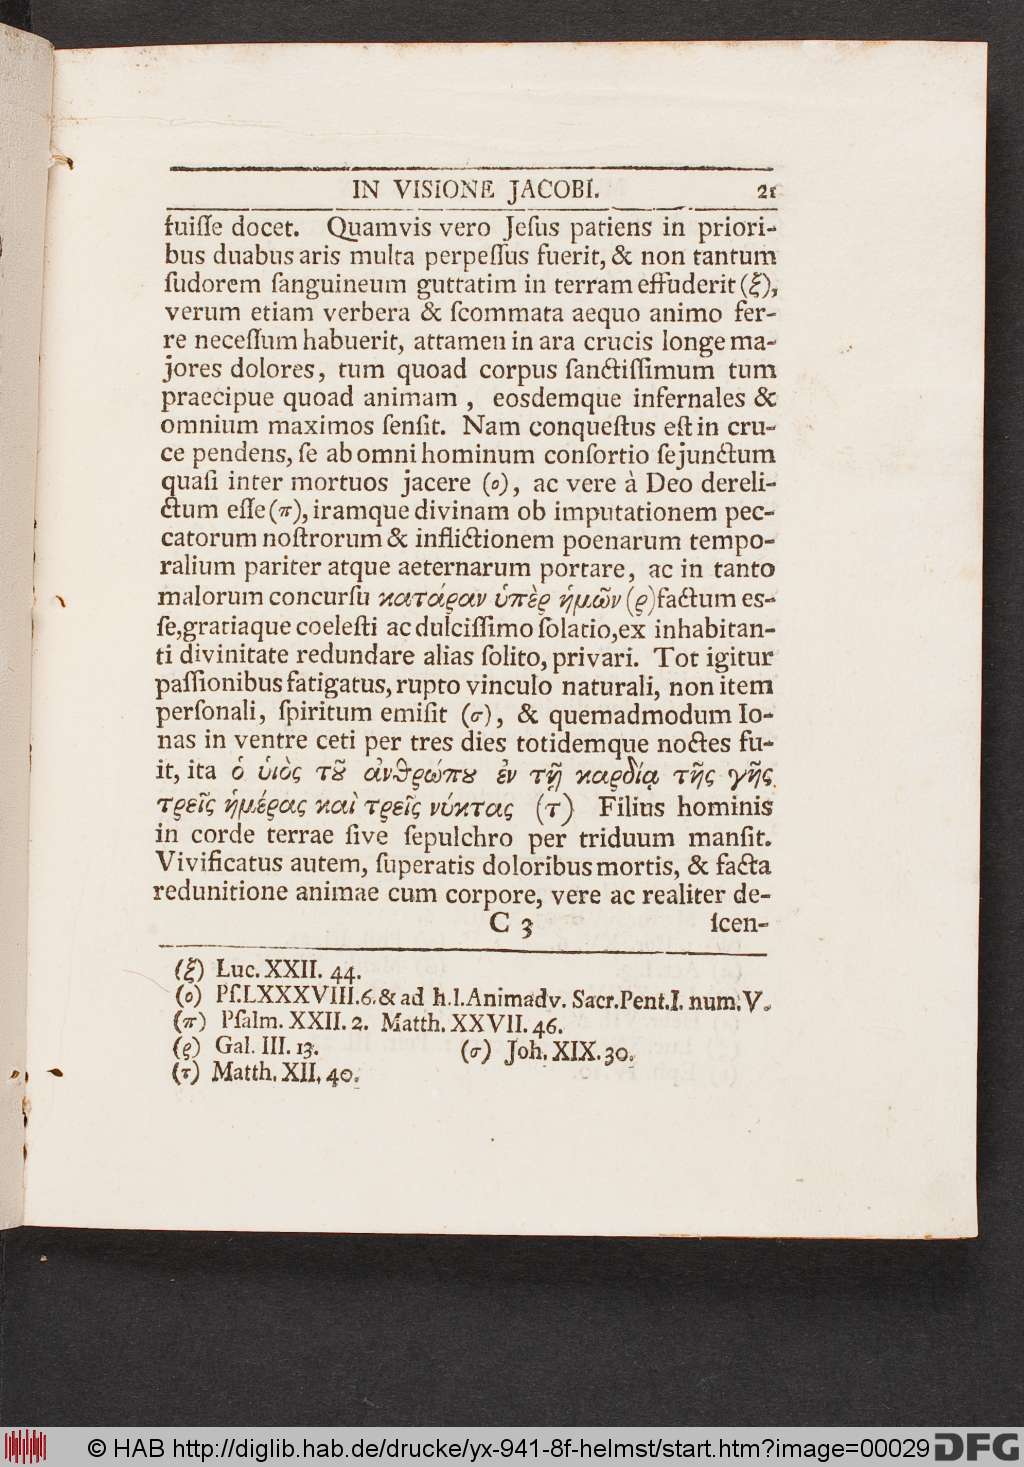 IN VISIONE JACOBI. 21
fuiſſe docet. Quamvis vero Jeſus patiens in priori-
bus duabus aris multa perpeſſus fuerit, & non tantum
ſudorem ſanguineum guttatim in terram effuderit (ξ),
verum etiam verbera & ſcommata aequo animo fer-
re neceſſum habuerit, attamen in ara crucis longe ma-
jores dolores, tum quoad corpus ſanctiſſimum tum
praecipue quoad animam , eosdemque infernales &
omnium maximos ſenſit. Nam conqueſtus eſt in cru-
ce pendens, ſe ab omni hominum conſortio ſejunctum
quaſi inter mortuos jacere (ο), ac vere à Deo dereli-
ctum eſſe (π), iramque divinam ob imputationem pec-
catorum noſtrorum & inflictionem poenarum tempo-
ralium pariter atque aeternarum portare, ac in tanto
malorum concurſu κατάραν ὑπὲρ ἡμῶν (ρ) factum es-
ſe, gratiaque coeleſti ac dulciſſimo ſolatio, ex inhabitan-
ti divinitate redundare alias ſolito, privari. Tot igitur
paſſionibus fatigatus, rupto vinculo naturali, non item
perſonali, ſpiritum emiſit (σ), & quemadmodum Io-
nas in ventre ceti per tres dies totidemque noctes fu-
it, ita ὁ ὑιὸς τȣ͂ ἀνθρώπȣ ἐν τῇ καρδίᾳ τῆς γῆς
τρεῖς ἡμέρας καὶ τρεῖς νύκτας (τ) Filius hominis
in corde terrae ſive ſepulchro per triduum manſit.
Vivificatus autem, ſuperatis doloribus mortis, & facta
redunitione animae cum corpore, vere ac realiter de-
C 3 ſcen-
(ξ) Luc. XXII. 44.
(ο) Pſ. LXXXVIII. 6. & ad h. l. Animadv. Sacr. Pent. I. num. V.
(π) Pſalm. XXII. 2. Matth. XXVII. 46.
(ρ) Gal. III. 13. (σ) Joh. XIX. 30.
(τ) Matth. XII, 40.
© HAB http://diglib.hab.de/drucke/yx-941-8f-helmst/start.htm?image=00029 DFG